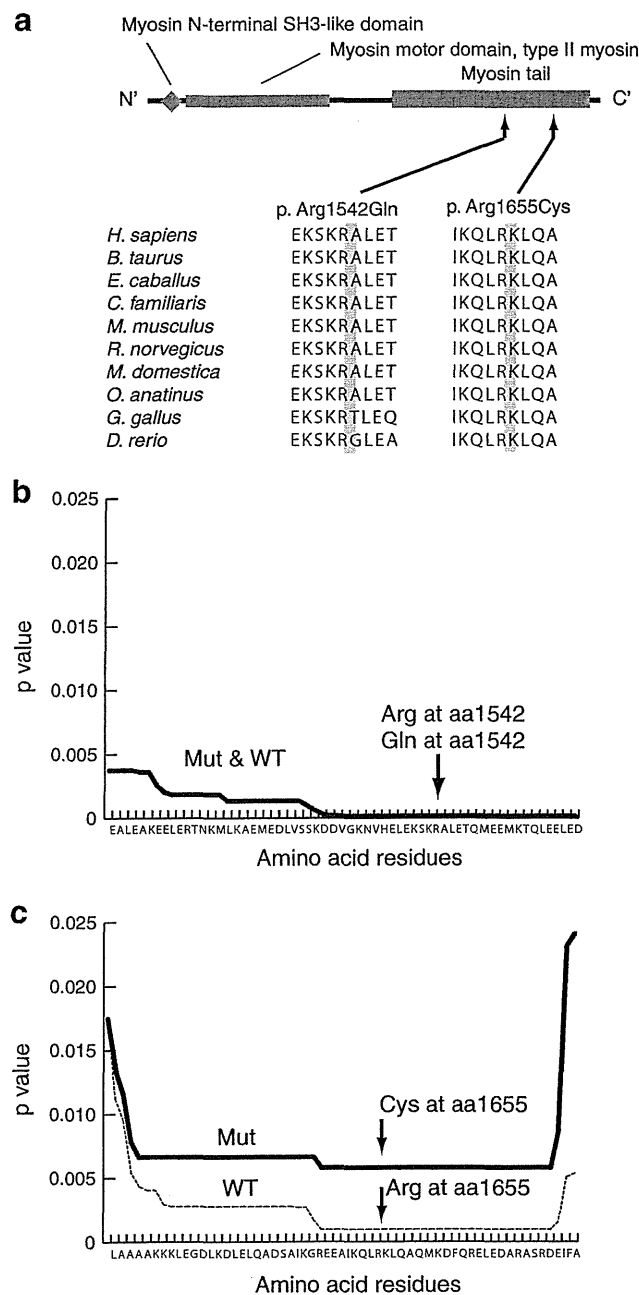 a
Myosin N-terminal SH3-like domain
Myosin motor domain, type II myosin
Myosin tail
N' C'
p. Arg1542Gln p. Arg1655Cys
H. sapiens EKSKRALET IKQLRKLQA
B. taurus EKSKRALET IKQLRKLQA
E. caballus EKSKRALET IKQLRKLQA
C. familiaris EKSKRALET IKQLRKLQA
M. musculus EKSKRALET IKQLRKLQA
R. norvegicus EKSKRALET IKQLRKLQA
M. domestica EKSKRALET IKQLRKLQA
O. anatinus EKSKRALET IKQLRKLQA
G. gallus EKSKRTLEQ IKQLRKLQA
D. rerio EKSKRGLEA IKQLRKLQA
b
0.025
0.020
0.015
0.010
0.005
0
p value
Arg at aa1542
Gln at aa1542
Mut & WT
EALEAKEELERTNKMLKAEMEDLVSSKDDVGKNVHELEKSKRALETQMEEMKTQLEELED
Amino acid residues
c
0.025
0.020
0.015
0.010
0.005
0
p value
Cys at aa1655
Mut
WT
Arg at aa1655
LAAAAKKKLEGDLKDLELQADSAIKGREEAIKQLRKLQAQMKDFQRELEDARASRDEIFA
Amino acid residues